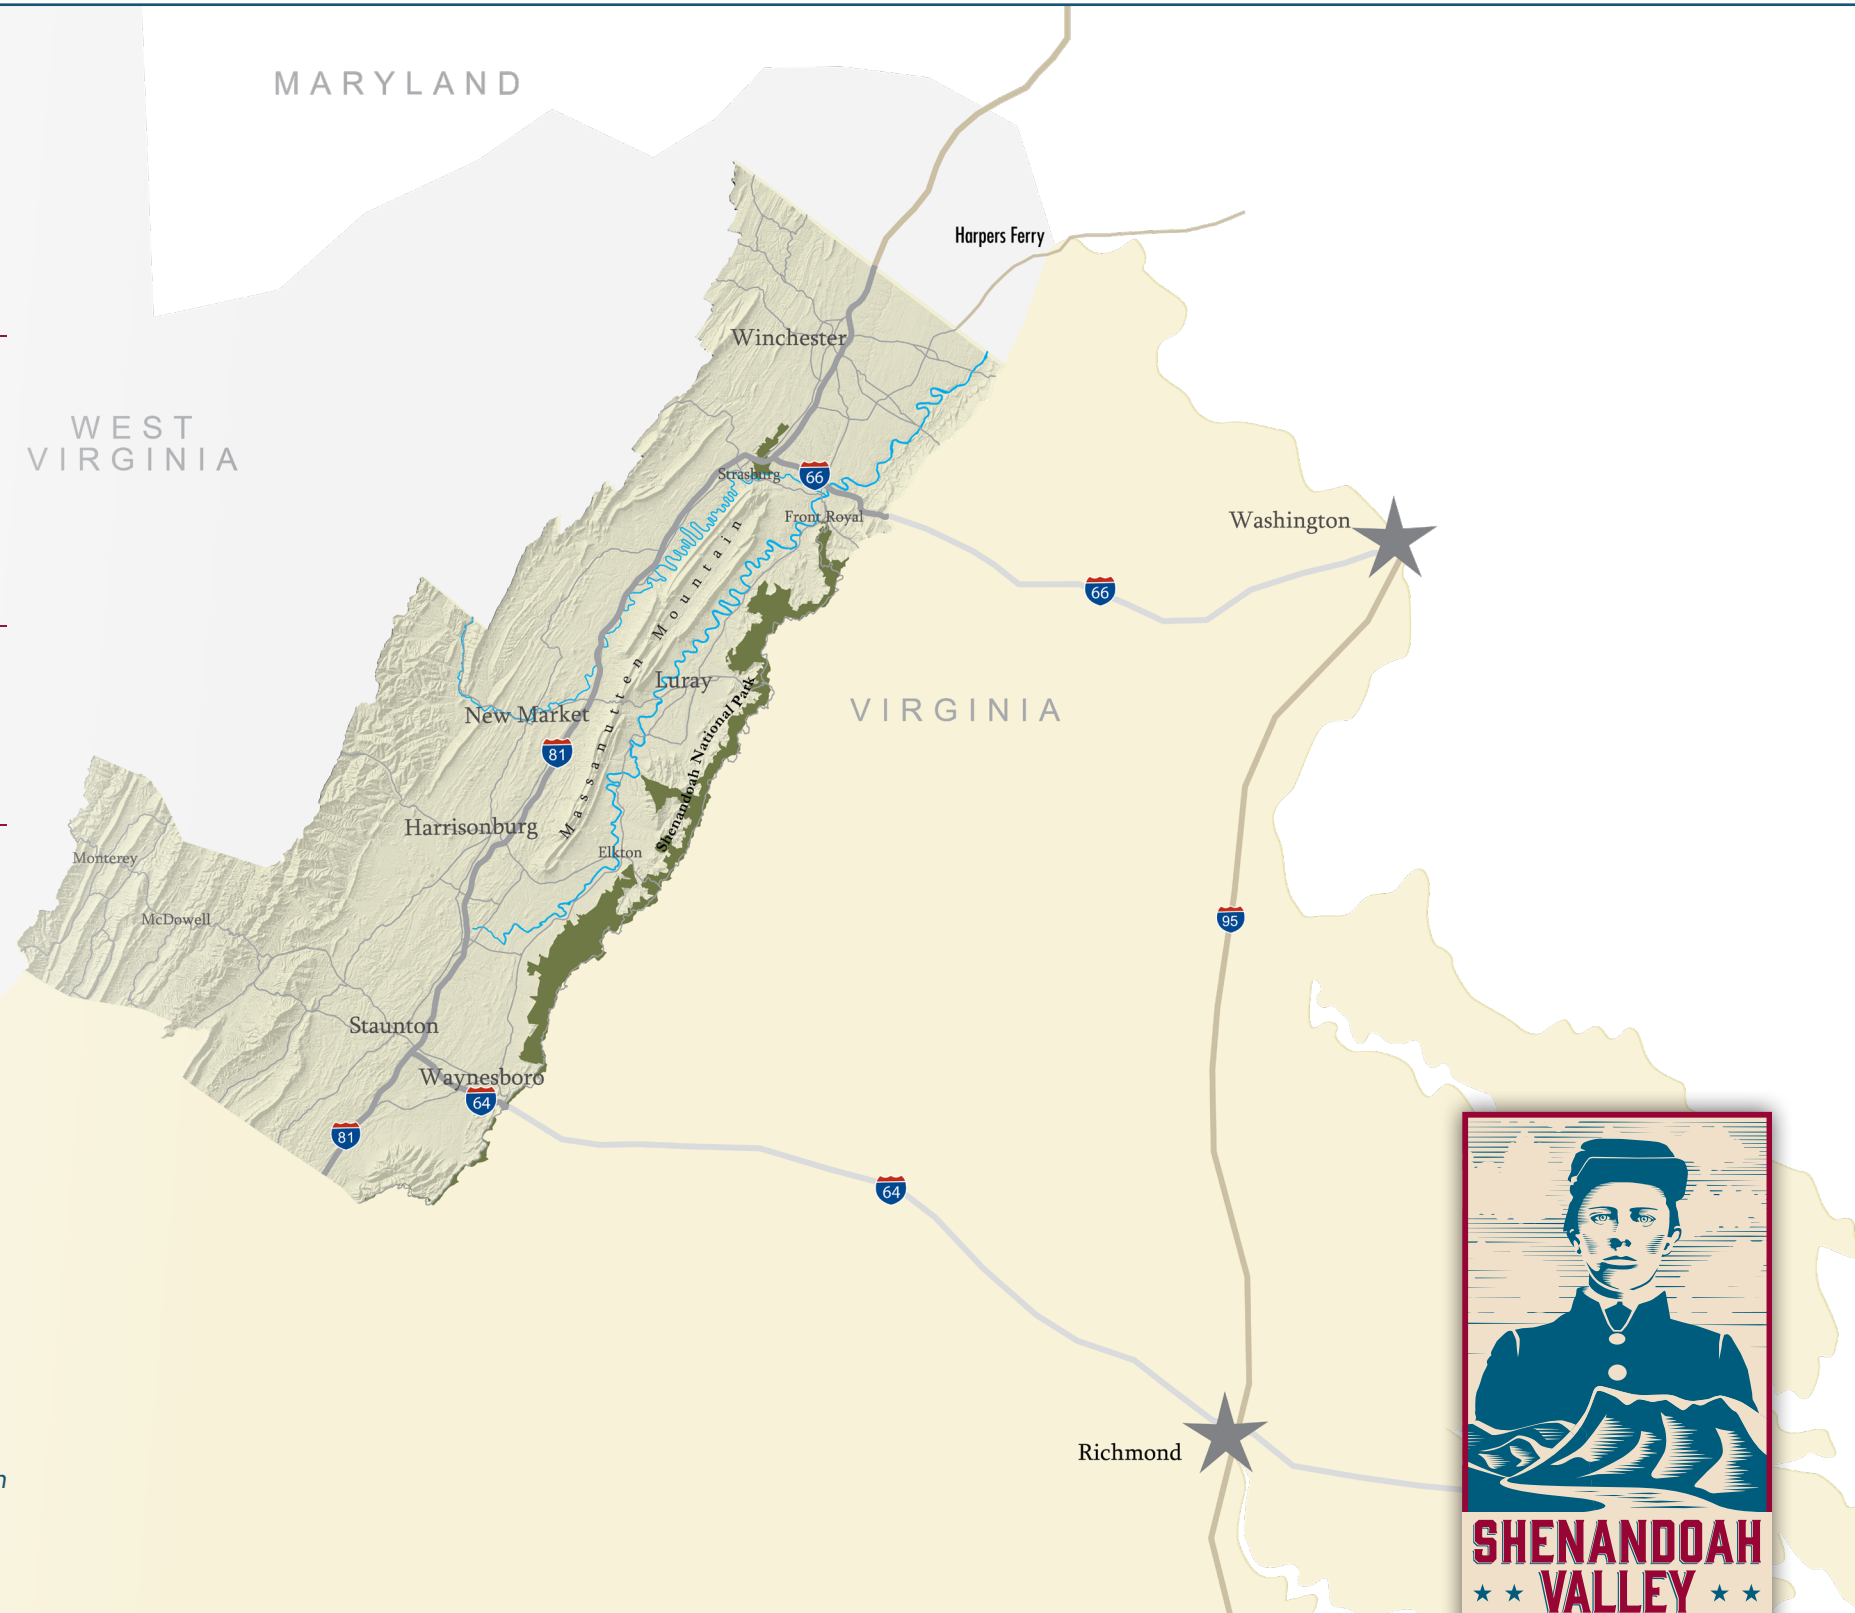 MARYLAND
Harpers Ferry
Winchester
WEST
VIRGINIA
Strasburg
66
Front Royal
Washington
66
Massanutten Mountain
Luray
VIRGINIA
New Market
81
Shenandoah National Park
Harrisonburg
Elkton
Monterey
McDowell
95
Staunton
Waynesboro
64
81
64
Richmond
n
SHENANDOAH
VALLEY